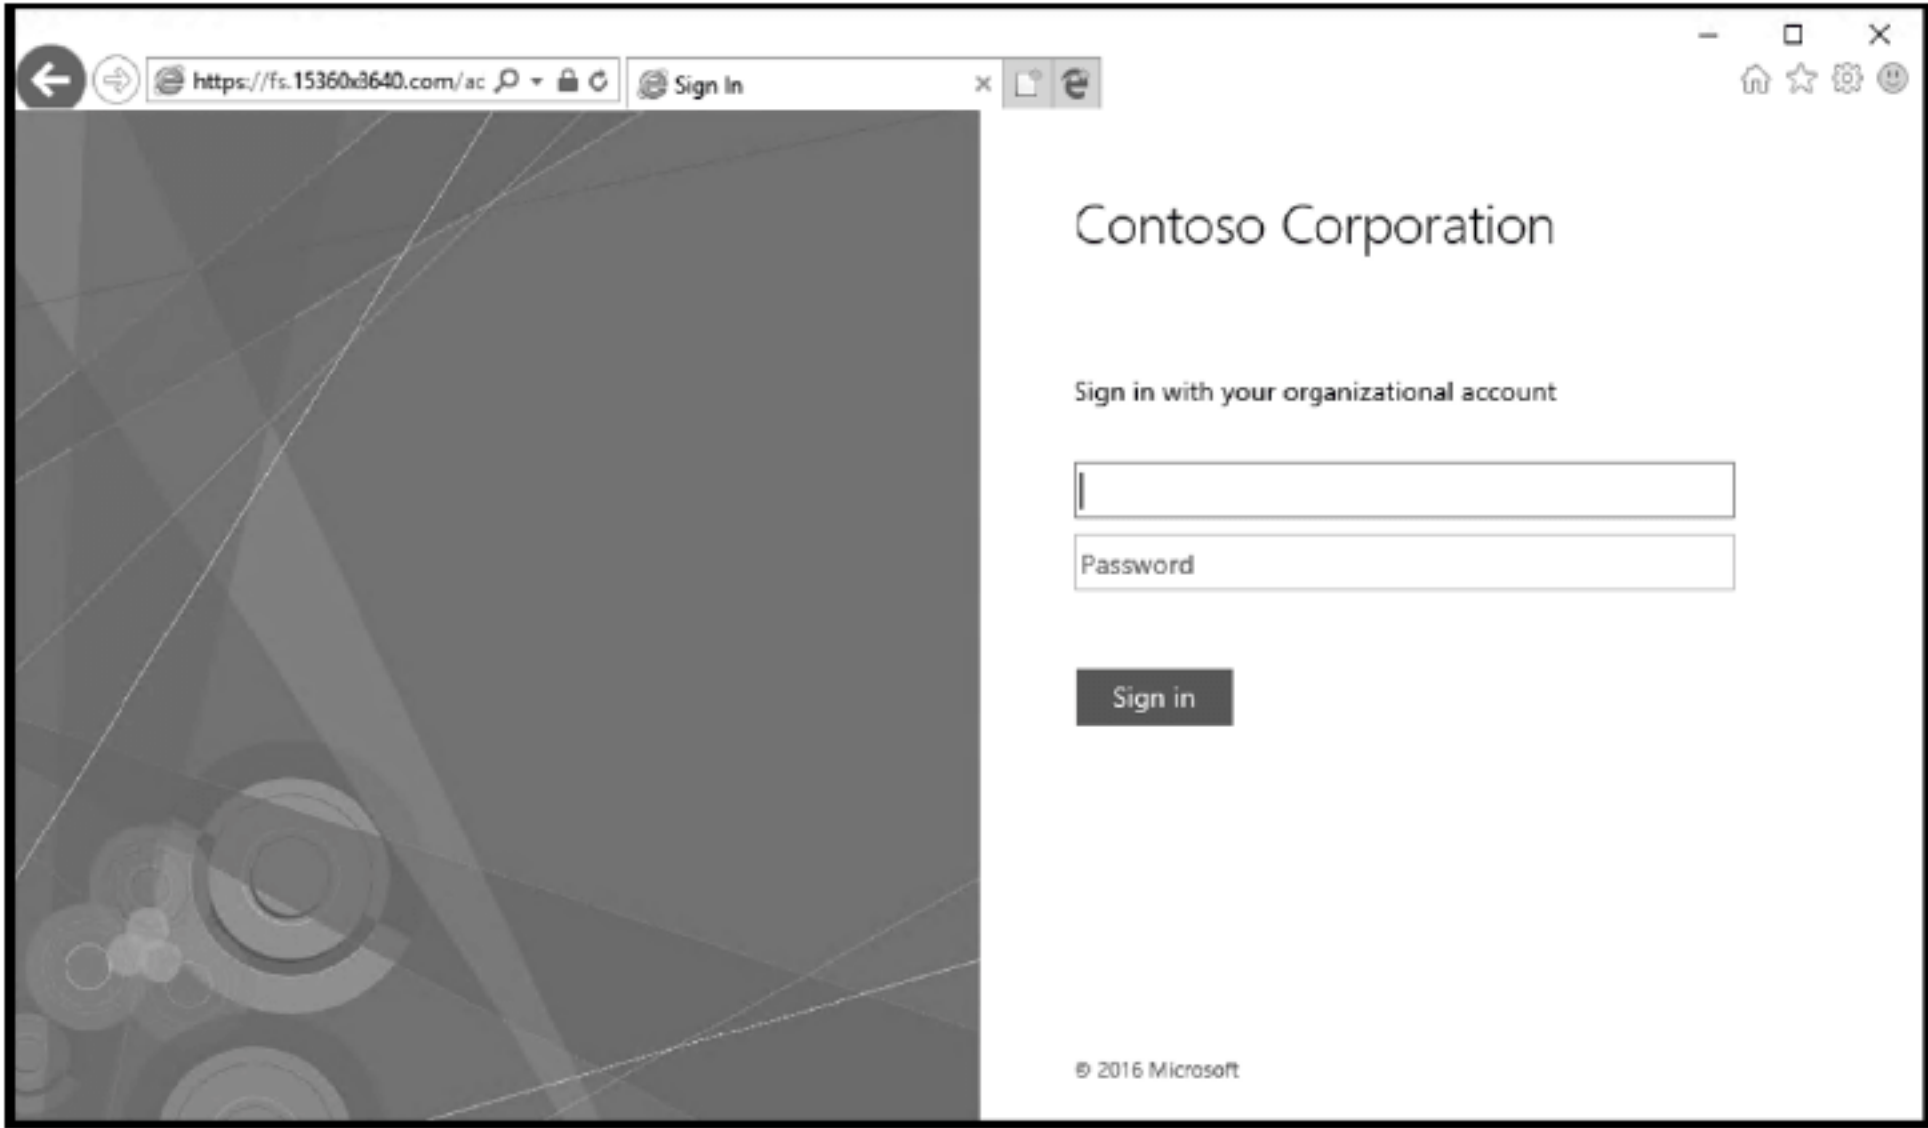 https://fs.15360x3640.com/ac
Sign In
Contoso Corporation
Sign in with your organizational account
Password
Sign in
© 2016 Microsoft